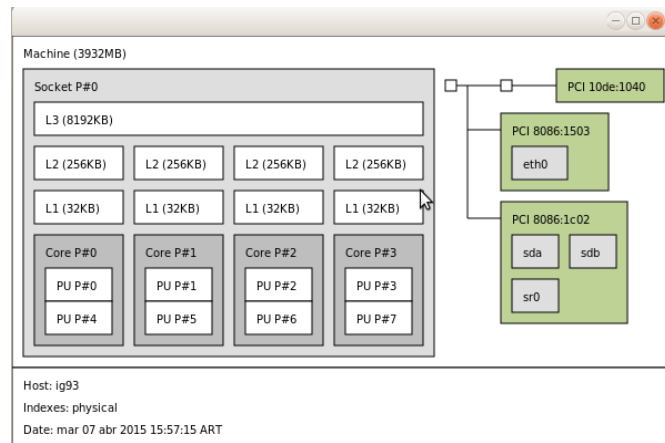 Machine (3932MB)
Socket P#0
L3 (8192KB)
L2 (256KB) L2 (256KB) L2 (256KB) L2 (256KB)
L1 (32KB) L1 (32KB) L1 (32KB) L1 (32KB)
Core P#0 Core P#1 Core P#2 Core P#3
PU P#0 PU P#1 PU P#2 PU P#3
PU P#4 PU P#5 PU P#6 PU P#7
PCI 10de:1040
PCI 8086:1503
eth0
PCI 8086:1c02
sda sdb
sr0
Host: ig93
Indexes: physical
Date: mar 07 abr 2015 15:57:15 ART